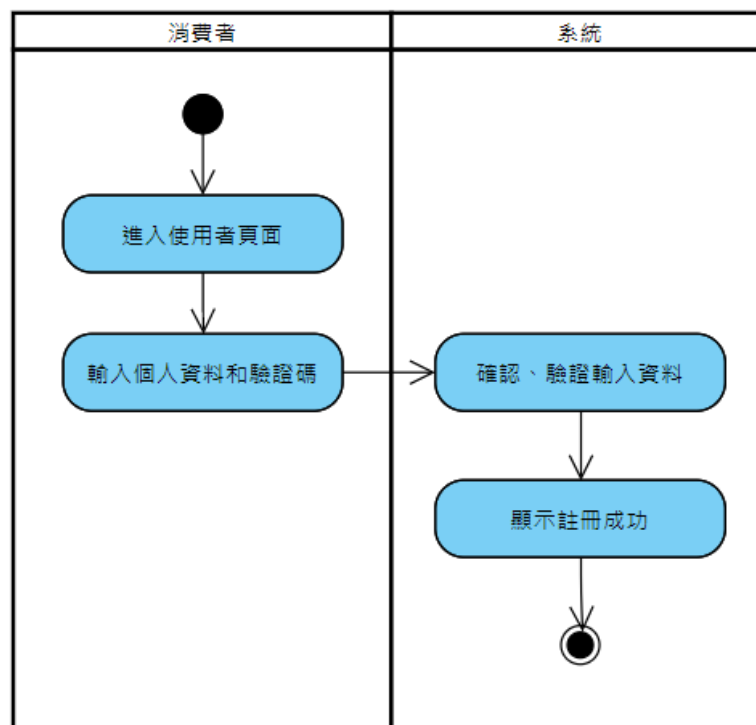 消費者
系統
進入使用者頁面
輸入個人資料和驗證碼
確認、驗證輸入資料
顯示註冊成功